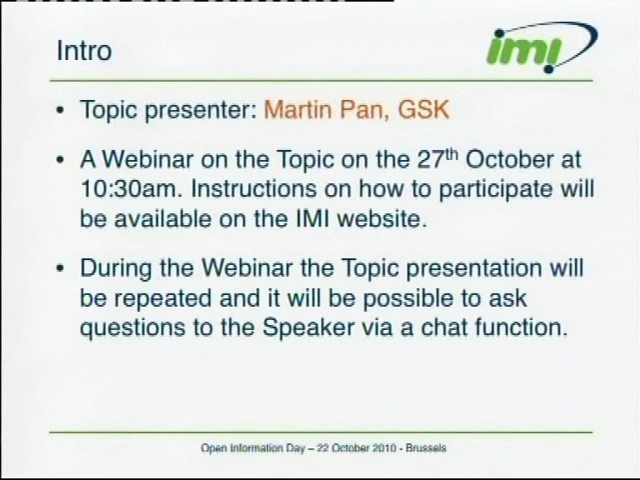 Intro
imi
• Topic presenter: Martin Pan, GSK
• A Webinar on the Topic on the 27th October at
10:30am. Instructions on how to participate will
be available on the IMI website.
• During the Webinar the Topic presentation will
be repeated and it will be possible to ask
questions to the Speaker via a chat function.
Open Information Day – 22 October 2010 - Brussels